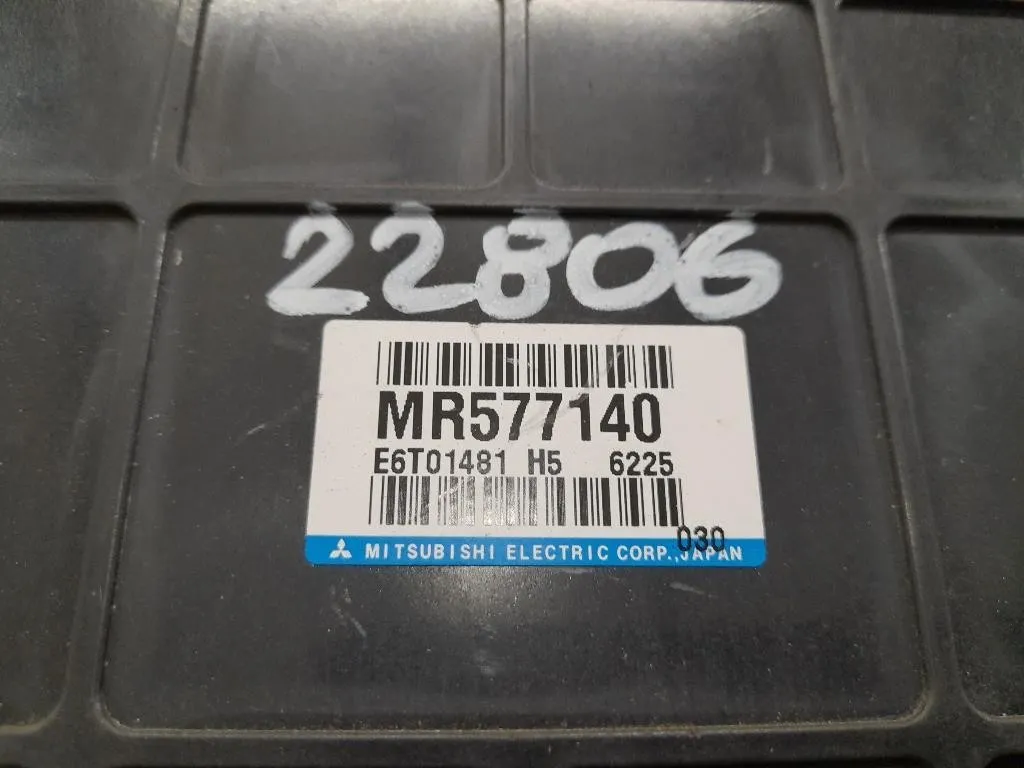 22806
MR577140
E6T01481 H5 6225
030
MITSUBISHI ELECTRIC CORP.,JAPAN